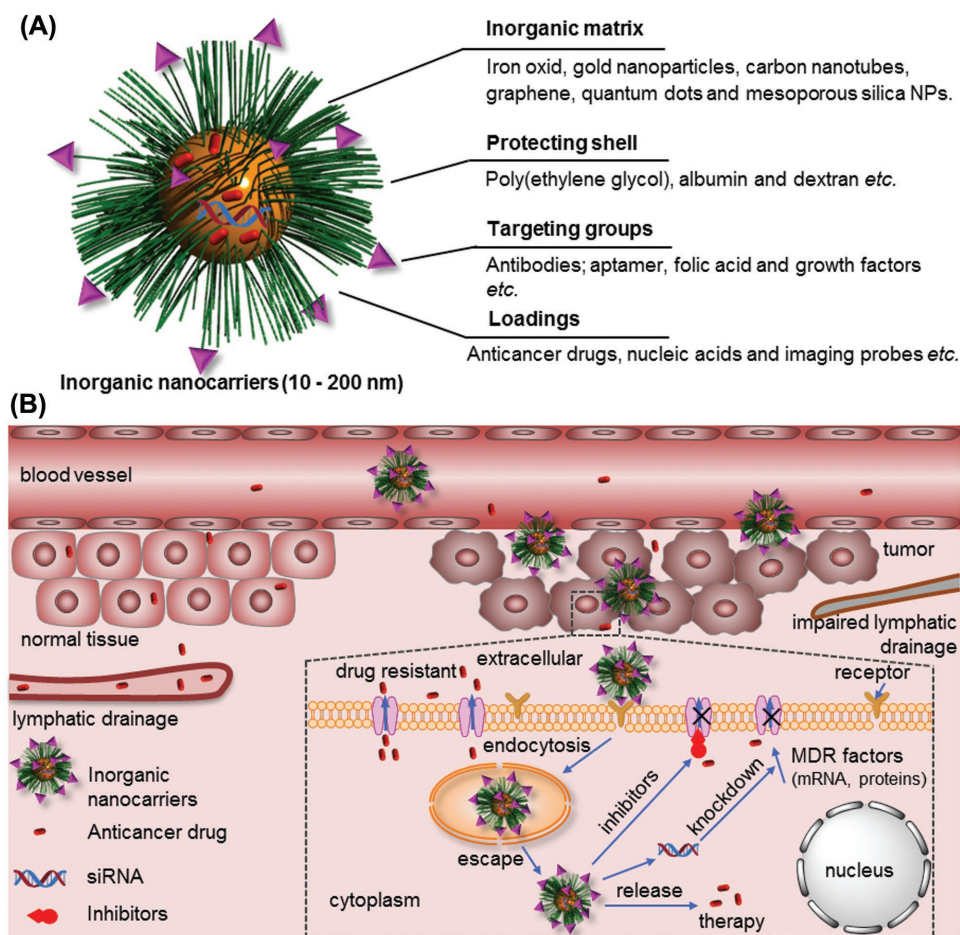 (A)
Inorganic matrix
Iron oxid, gold nanoparticles, carbon nanotubes,
graphene, quantum dots and mesoporous silica NPs.
Protecting shell
Poly(ethylene glycol), albumin and dextran etc.
Targeting groups
Antibodies; aptamer, folic acid and growth factors
etc.
Loadings
Anticancer drugs, nucleic acids and imaging probes etc.
Inorganic nanocarriers (10 - 200 nm)
(B)
blood vessel
tumor
normal tissue
impaired lymphatic
drainage
lymphatic drainage
drug resistant
extracellular
receptor
endocytosis
MDR factors
(mRNA, proteins)
inhibitors
knockdown
escape
release
therapy
cytoplasm
nucleus
Inorganic
nanocarriers
Anticancer drug
siRNA
Inhibitors